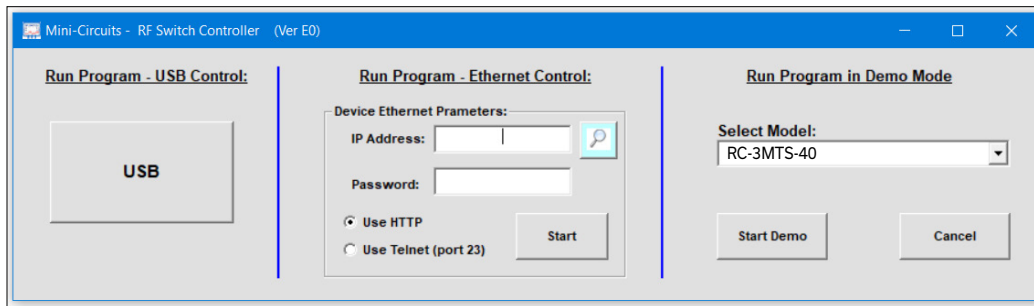 Mini-Circuits - RF Switch Controller (Ver E0)
Run Program - USB Control:
USB
Run Program - Ethernet Control:
Device Ethernet Prameters:
IP Address:
Password:
Use HTTP
Use Telnet (port 23)
Start
Run Program in Demo Mode
Select Model:
RC-3MTS-40
Start Demo
Cancel